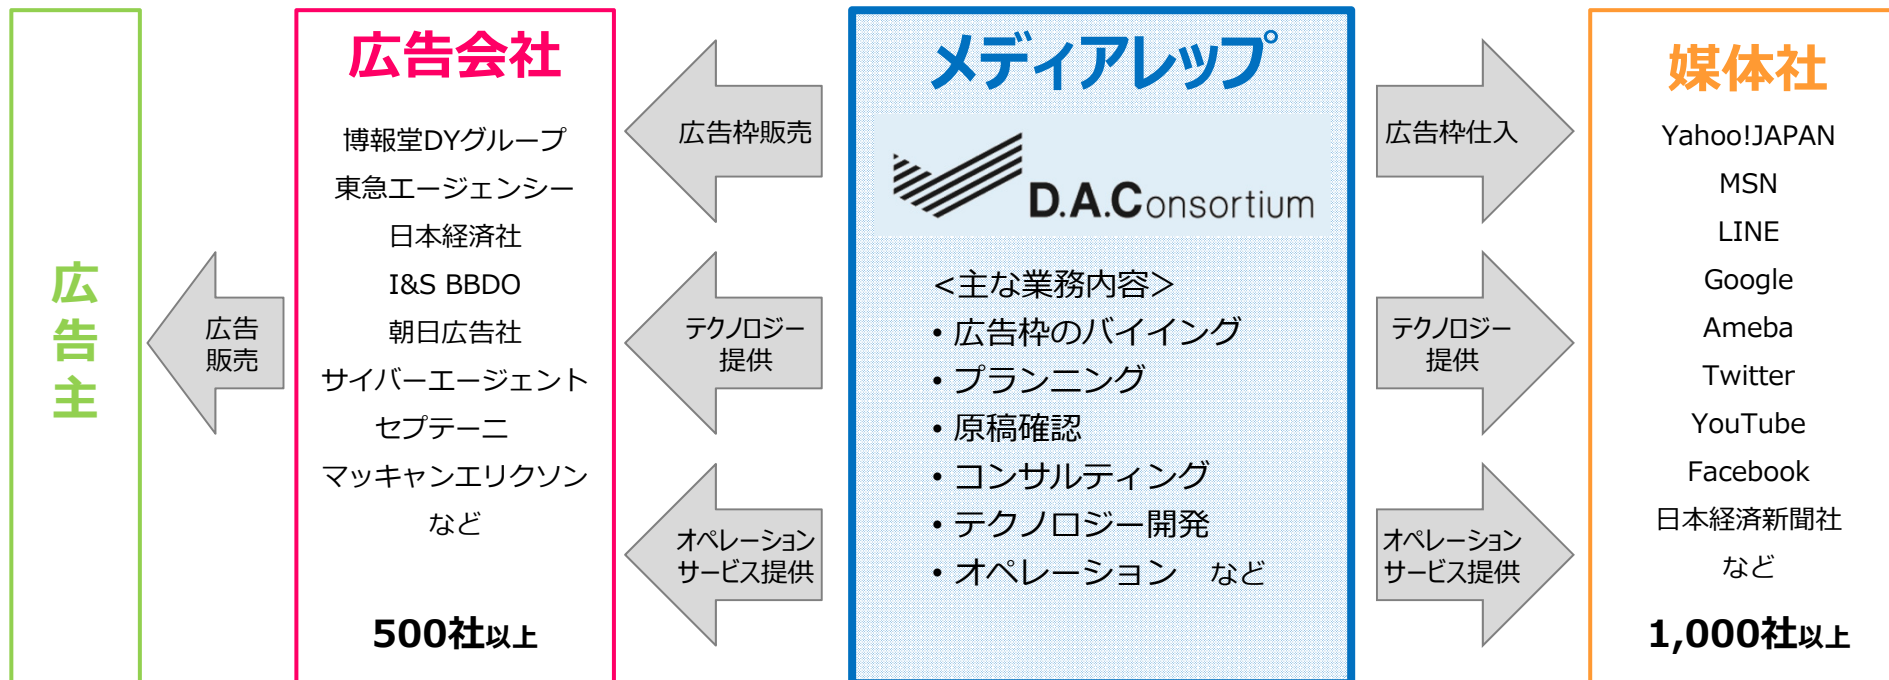 広告主
広告
販売
広告会社
博報堂DYグループ
東急エージェンシー
日本経済社
I&S BBDO
朝日広告社
サイバーエージェント
セプテーニ
マッキャンエリクソン
など
500社以上
広告枠販売
テクノロジー
提供
オペレーション
サービス提供
メディアレップ
D.A.Consortium
<主な業務内容>
・広告枠のバイイング
・プランニング
・原稿確認
・コンサルティング
・テクノロジー開発
・オペレーション　など
広告枠仕入
テクノロジー
提供
オペレーション
サービス提供
媒体社
Yahoo!JAPAN
MSN
LINE
Google
Ameba
Twitter
YouTube
Facebook
日本経済新聞社
など
1,000社以上